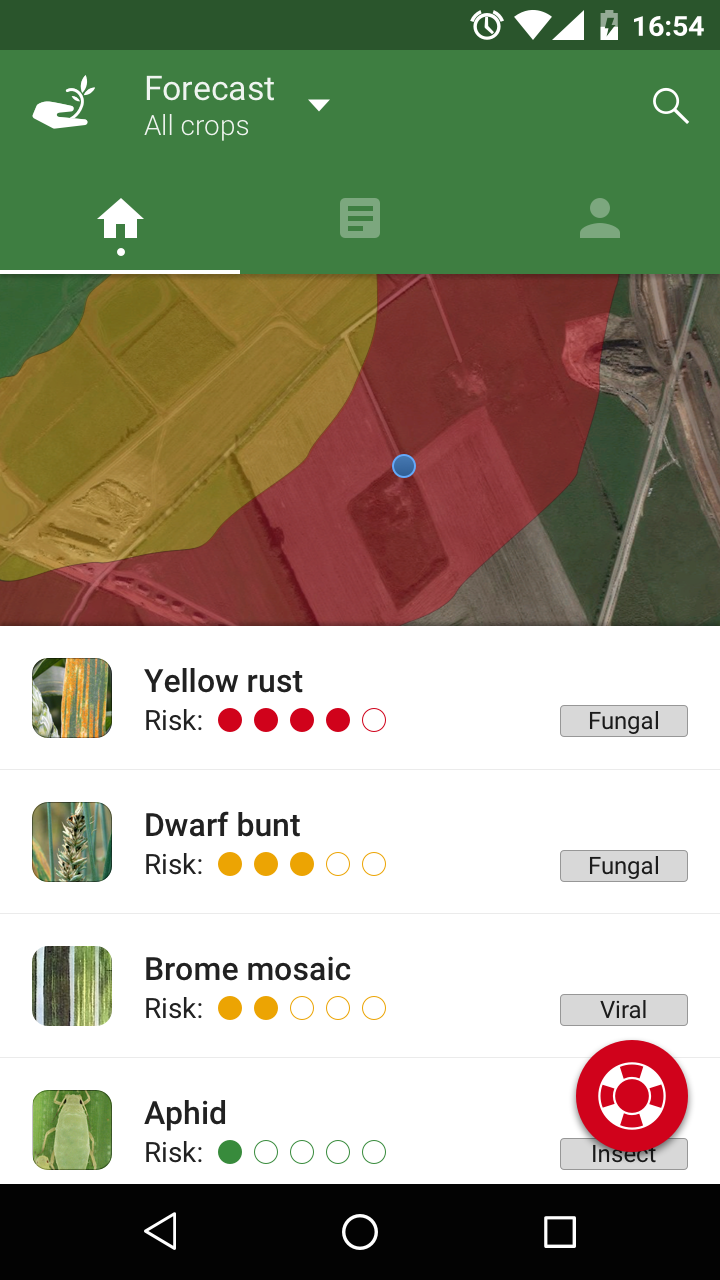 16:54
Forecast
All crops
Yellow rust
Risk:
Fungal
Dwarf bunt
Risk:
Fungal
Brome mosaic
Risk:
Viral
Aphid
Risk:
Insect